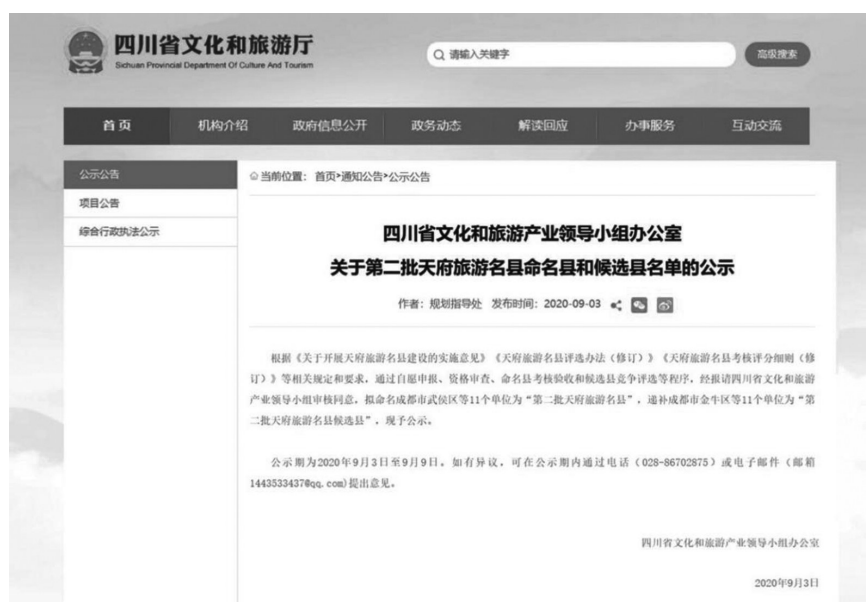 四川省文化和旅游厅
Sichuan Provincial Department Of Culture And Tourism
请输入关键字
高级搜索
首页 机构介绍 政府信息公开 政务动态 解读回应 办事服务 互动交流
公示公告
项目公告
综合行政执法公示
当前位置：首页>通知公告>公示公告
四川省文化和旅游产业领导小组办公室
关于第二批天府旅游名县命名县和候选县名单的公示
作者：规划指导处 发布时间：2020-09-03
根据《关于开展天府旅游名县建设的实施意见》《天府旅游名县评选办法（修订）》《天府旅游名县考核评分细则（修
订）》等相关规定和要求，通过自愿申报、资格审查、命名县考核验收和候选县竞争评选等程序，经报请四川省文化和旅游
产业领导小组审核同意，拟命名成都市武侯区等11个单位为“第二批天府旅游名县”，递补成都市金牛区等11个单位为“第
二批天府旅游名县候选县”，现予公示。
公示期为2020年9月3日至9月9日。如有异议，可在公示期内通过电话（028-86702875）或电子邮件（邮箱
1443533437@qq.com)提出意见。
四川省文化和旅游产业领导小组办公室
2020年9月3日